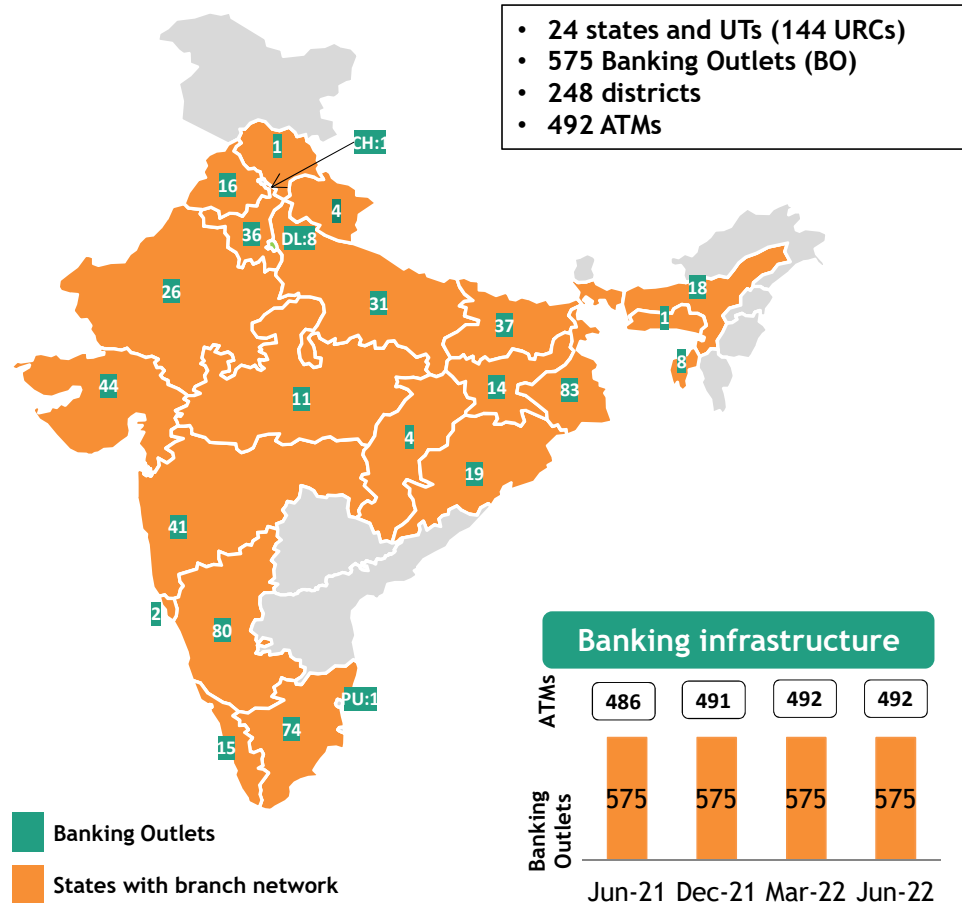 • 24 states and UTs (144 URCs)
• 575 Banking Outlets (BO)
• 248 districts
• 492 ATMs
CH:1
1
16
4
36
DL:8
26
31
18
1
37
8
44
14
83
11
4
19
41
2
80
PU:1
74
15
Banking Outlets
States with branch network
Banking infrastructure
ATMs
486 491 492 492
Banking Outlets
575 575 575 575
Jun-21 Dec-21 Mar-22 Jun-22